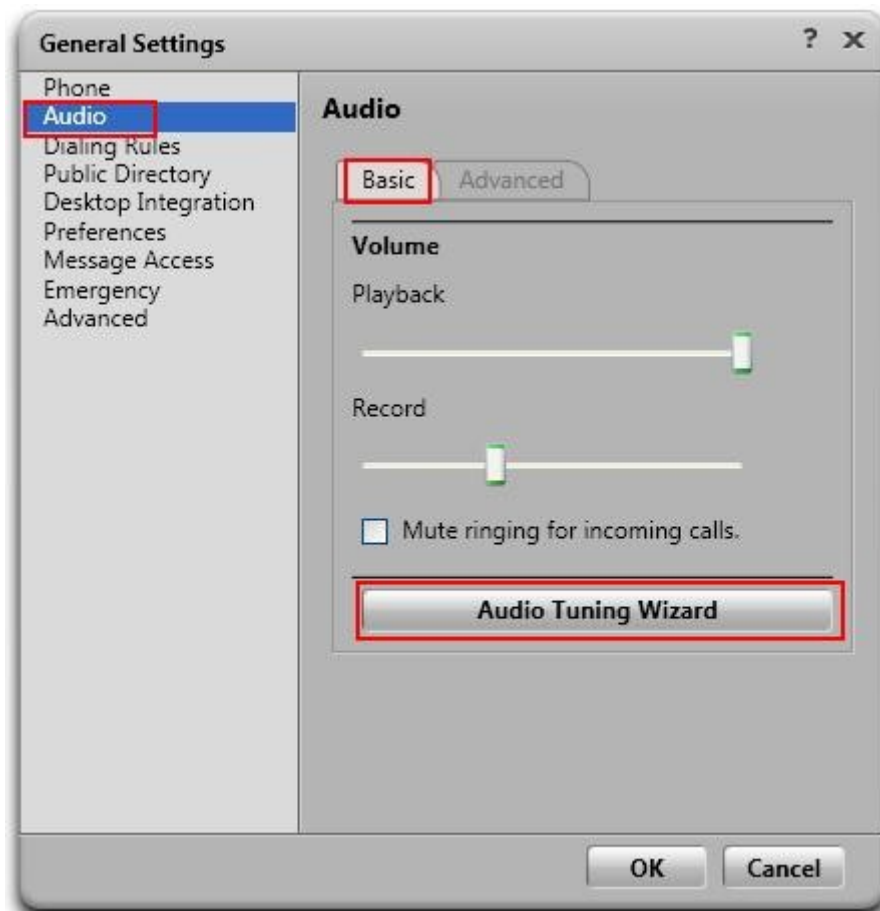 General Settings
? x
Phone
Audio
Dialing Rules
Public Directory
Desktop Integration
Preferences
Message Access
Emergency
Advanced
Audio
Basic Advanced
Volume
Playback
Record
Mute ringing for incoming calls.
Audio Tuning Wizard
OK Cancel